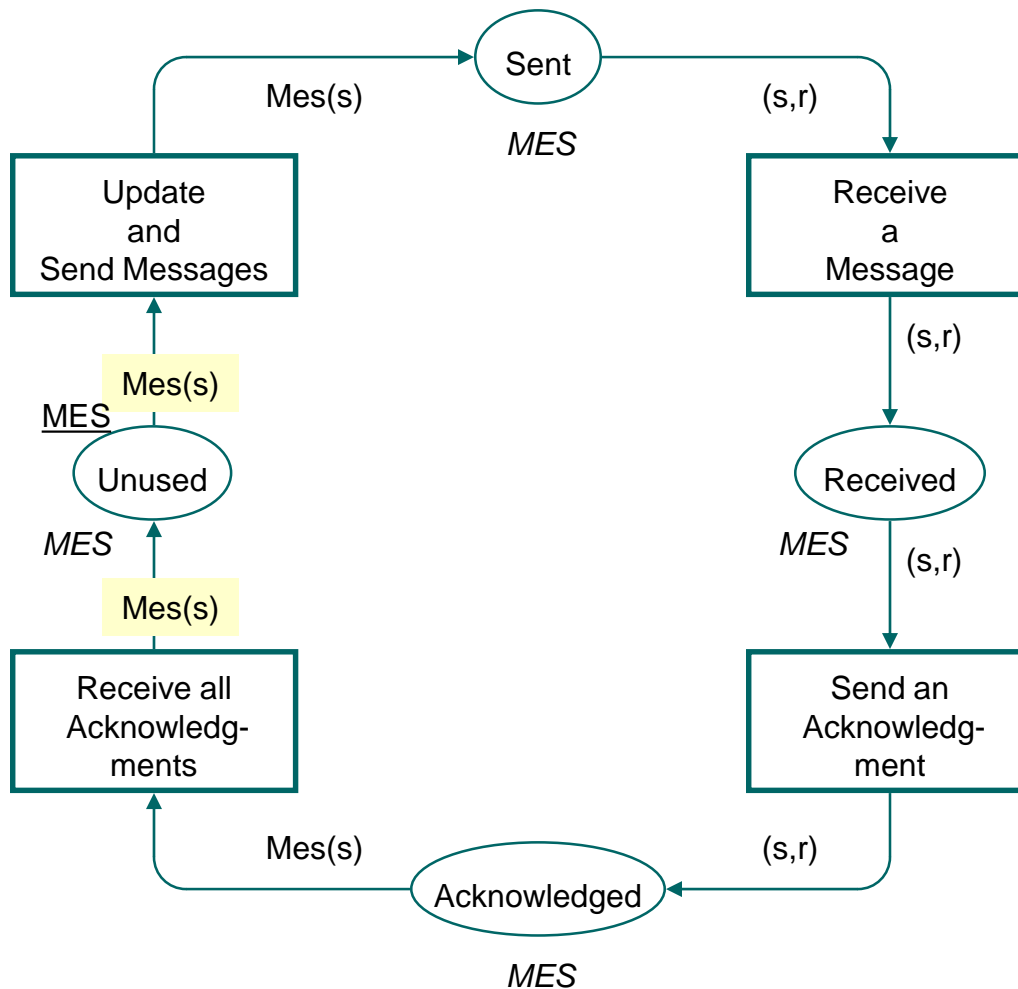 Sent
Mes(s)
(s,r)
MES
Update
and
Send Messages
Receive
a
Message
(s,r)
Mes(s)
MES
Unused
Received
MES
MES
(s,r)
Mes(s)
Receive all
Acknowledg-
ments
Send an
Acknowledg-
ment
Mes(s)
(s,r)
Acknowledged
MES